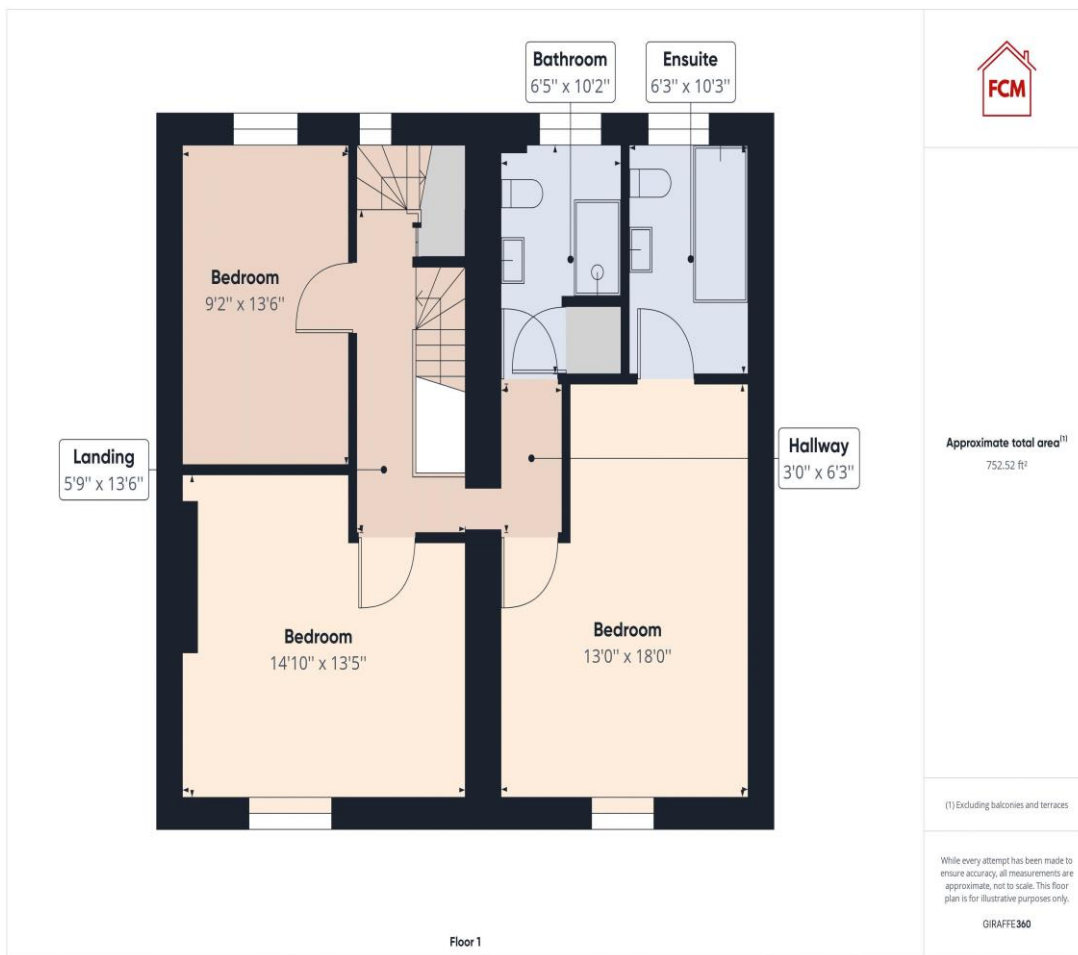 Bathroom
6'5" x 10'2"
Ensuite
6'3" x 10'3"
FCM
Bedroom
9'2" x 13'6"
Landing
5'9" x 13'6"
Hallway
3'0" x 6'3"
Approximate total area(1)
752.52 ft²
Bedroom
14'10" x 13'5"
Bedroom
13'0" x 18'0"
(1) Excluding balconies and terraces
While every attempt has been made to
ensure accuracy, all measurements are
approximate, not to scale. This floor
plan is for illustrative purposes only.
GIRAFFE360
Floor 1